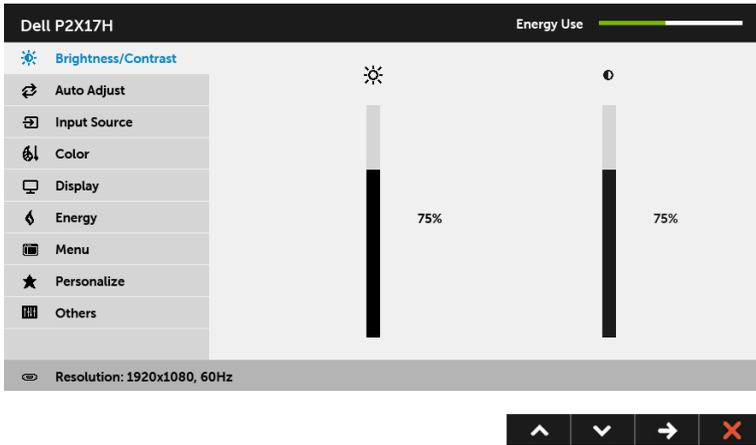 Dell P2X17H
Energy Use
Brightness/Contrast
Auto Adjust
Input Source
Color
Display
Energy
75%
75%
Menu
Personalize
Others
Resolution: 1920x1080, 60Hz